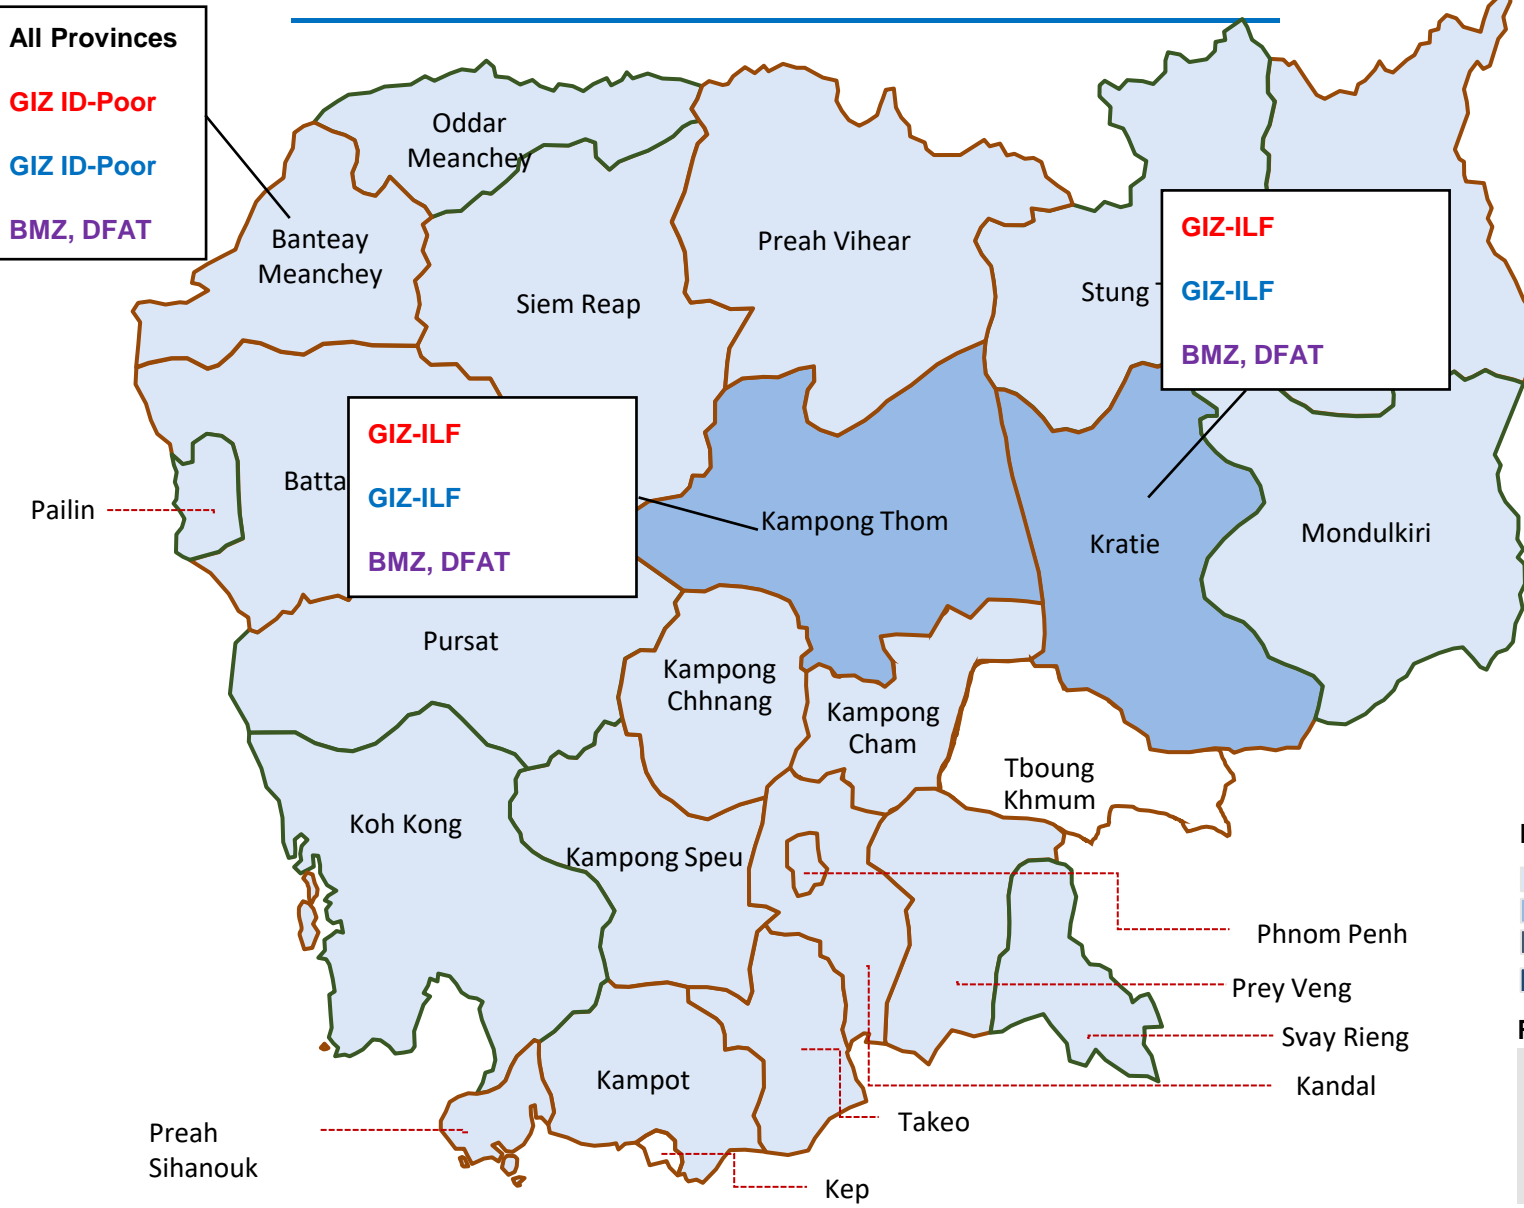 All Provinces
GIZ ID-Poor
GIZ ID-Poor
BMZ, DFAT
Oddar
Meanchey
Banteay
Meanchey
Siem Reap
Preah Vihear
Stung
GIZ-ILF
GIZ-ILF
BMZ, DFAT
Batta
GIZ-ILF
GIZ-ILF
BMZ, DFAT
Pailin
Kampong Thom
Kratie
Mondulkiri
Pursat
Kampong
Chhnang
Kampong
Cham
Tboung
Khmum
Koh Kong
Kampong Speu
Phnom Penh
Prey Veng
Svay Rieng
Kandal
Kampot
Takeo
Preah
Sihanouk
Kep